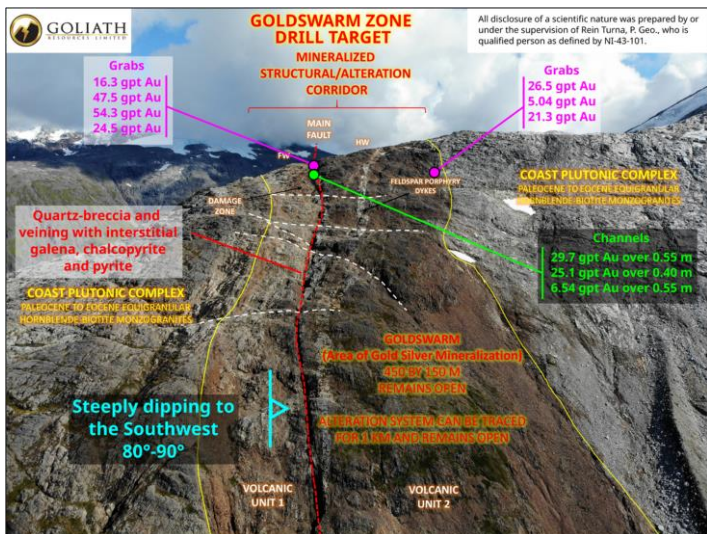 GOLIATH
RESOURCES LIMITED
GOLDSWARM ZONE
DRILL TARGET
MINERALIZED
STRUCTURAL/ALTERATION
CORRIDOR
All disclosure of a scientific nature was prepared by or
under the supervision of Rein Turna, P. Geo., who is
qualified person as defined by NI-43-101.
Grabs
16.3 gpt Au
47.5 gpt Au
54.3 gpt Au
24.5 gpt Au
Grabs
26.5 gpt Au
5.04 gpt Au
21.3 gpt Au
MAIN
FAULT
FW
HW
FELDSPAR PORPHYRY
DYKES
COAST PLUTONIC COMPLEX
PALEOCENE TO EOCENE EQUIGRANULAR
HORNBLENDE-BIOTITE MONZOGRANITES
DAMAGE
ZONE
Quartz-breccia and
veining with interstitial
galena, chalcopyrite
and pyrite
Channels
29.7 gpt Au over 0.55 m
25.1 gpt Au over 0.40 m
6.54 gpt Au over 0.55 m
COAST PLUTONIC COMPLEX
PALEOCENE TO EOCENE EQUIGRANULAR
HORNBLENDE-BIOTITE MONZOGRANITES
GOLDSWARM
(Area of Gold Silver Mineralization)
450 BY 150 M
REMAINS OPEN
Steeply dipping to
the Southwest
80°-90°
ALTERATION SYSTEM CAN BE TRACED
FOR 1 KM AND REMAINS OPEN
VOLCANIC
UNIT 1
VOLCANIC
UNIT 2